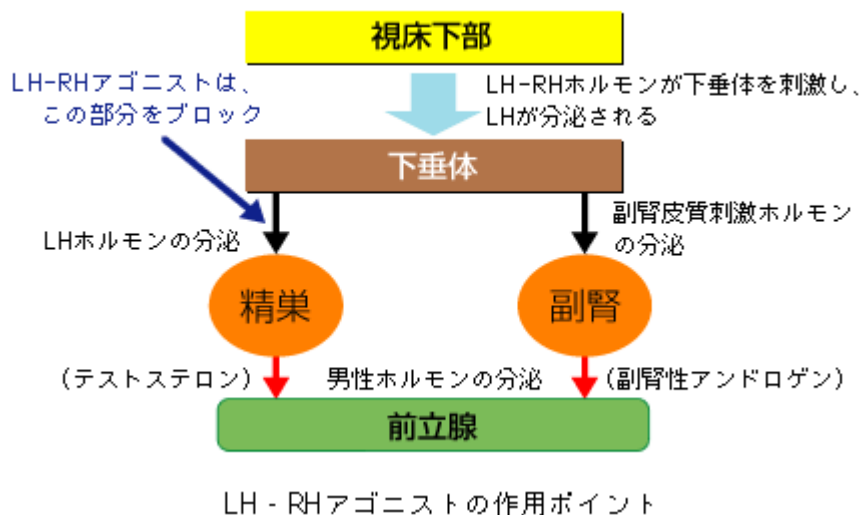 視床下部
LH-RHアゴニストは、
この部分をブロック
LH-RHホルモンが下垂体を刺激し、
LHが分泌される
下垂体
LHホルモンの分泌
副腎皮質刺激ホルモン
の分泌
精巣
副腎
(テストステロン)
男性ホルモンの分泌
(副腎性アンドロゲン)
前立腺
LH - RHアゴニストの作用ポイント